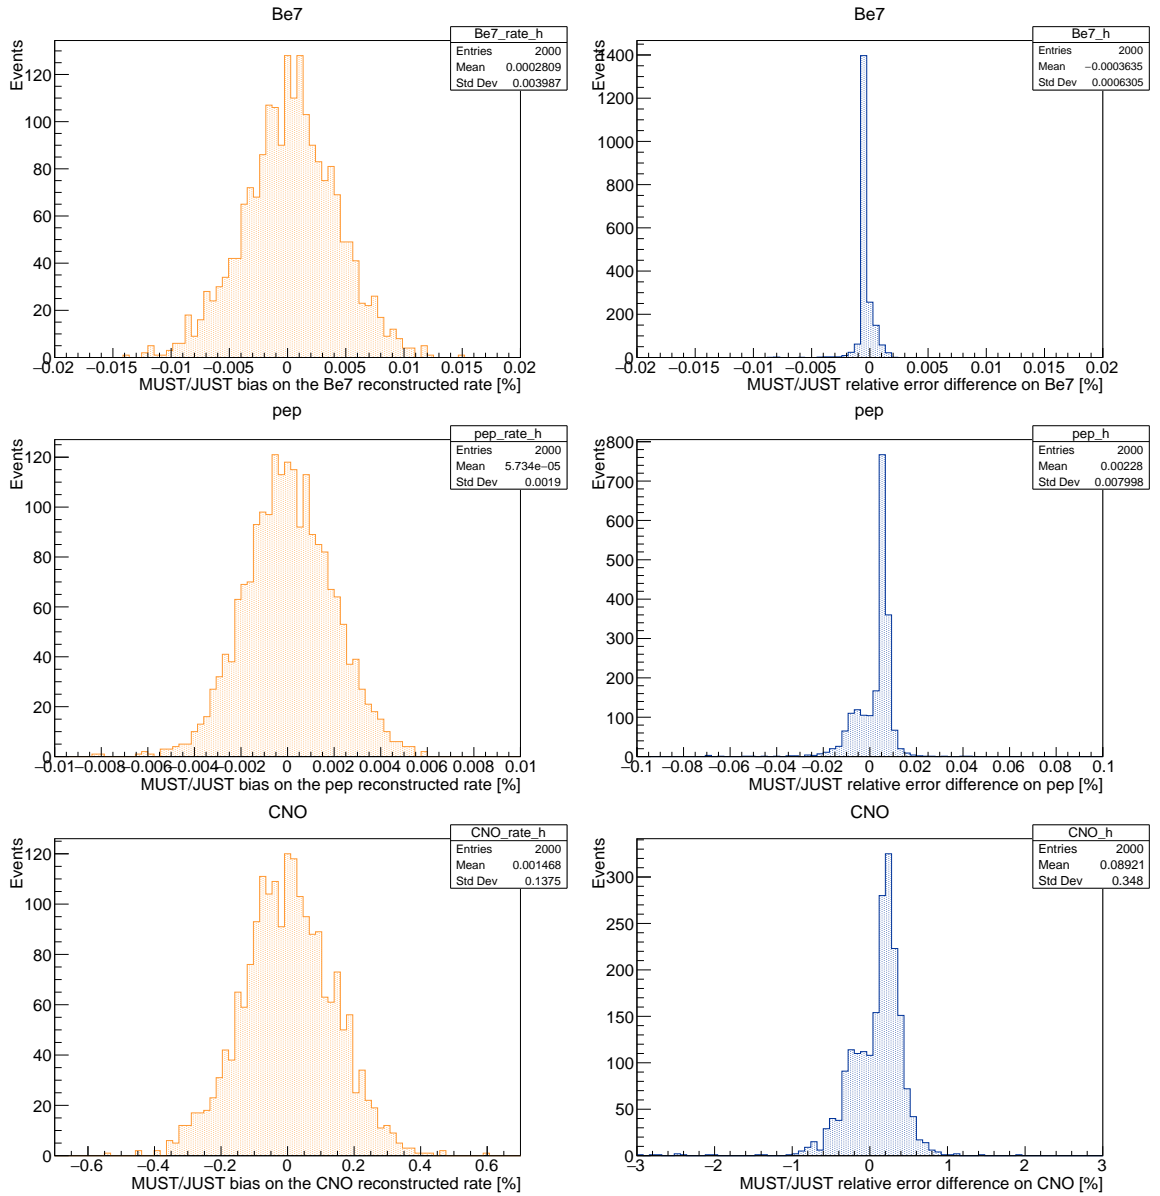 Be7
Events
Be7_rate_h
Entries 2000
Mean 0.0002809
Std Dev 0.003987
120
100
80
60
40
20
0
−0.02 −0.015 −0.01 −0.005 0 0.005 0.01 0.015 0.02
MUST/JUST bias on the Be7 reconstructed rate [%]
Be7
Events
Be7_h
Entries 2000
Mean −0.0003635
Std Dev 0.0006305
1400
1200
1000
800
600
400
200
0
−0.02 −0.015 −0.01 −0.005 0 0.005 0.01 0.015 0.02
MUST/JUST relative error difference on Be7 [%]
pep
Events
pep_rate_h
Entries 2000
Mean 5.734e−05
Std Dev 0.0019
120
100
80
60
40
20
0
−0.01 −0.008 −0.006 −0.004 −0.002 0 0.002 0.004 0.006 0.008 0.01
MUST/JUST bias on the pep reconstructed rate [%]
pep
Events
pep_h
Entries 2000
Mean 0.00228
Std Dev 0.007998
800
700
600
500
400
300
200
100
0
−0.1 −0.08 −0.06 −0.04 −0.02 0 0.02 0.04 0.06 0.08 0.1
MUST/JUST relative error difference on pep [%]
CNO
Events
CNO_rate_h
Entries 2000
Mean 0.001468
Std Dev 0.1375
120
100
80
60
40
20
0
−0.6 −0.4 −0.2 0 0.2 0.4 0.6
MUST/JUST bias on the CNO reconstructed rate [%]
CNO
Events
CNO_h
Entries 2000
Mean 0.08921
Std Dev 0.348
300
250
200
150
100
50
0
−3 −2 −1 0 1 2 3
MUST/JUST relative error difference on CNO [%]